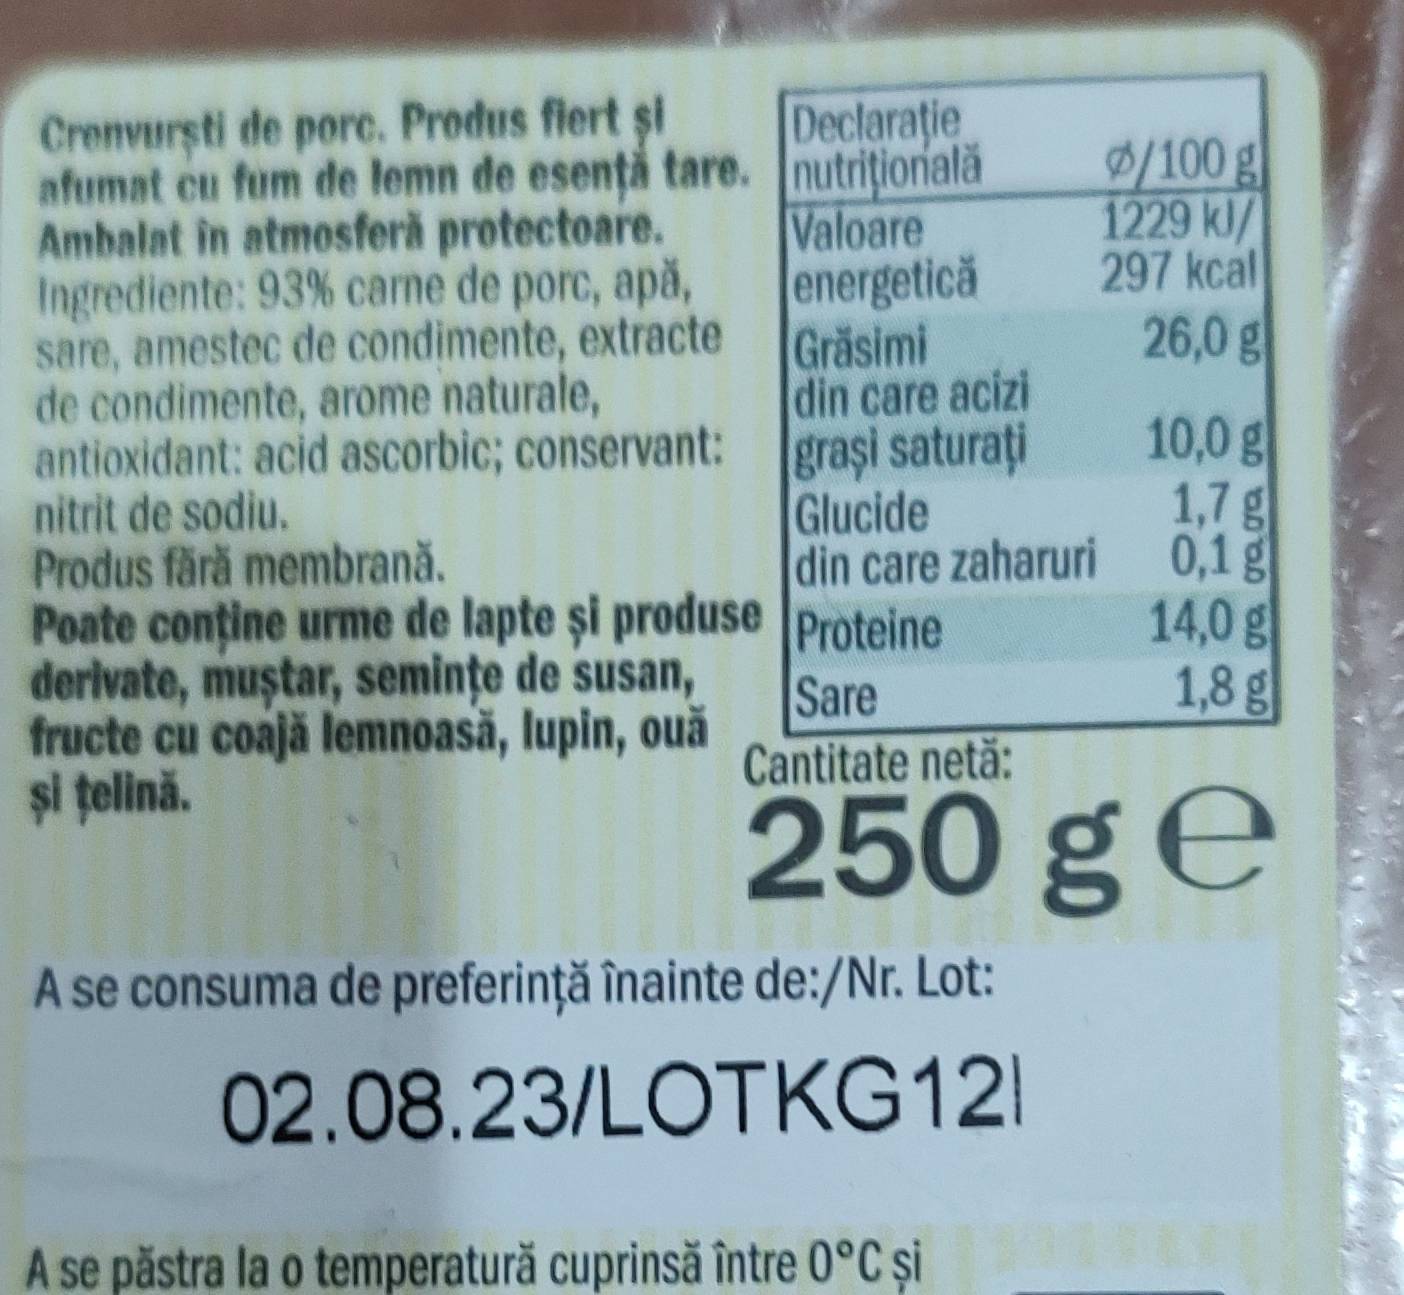 Crenvurști de porc. Produs fiert și
afumat cu fum de lemn de esență tare.
Ambalat în atmosferă protectoare.
Ingrediente: 93% carne de porc, apă,
sare, amestec de condimente, extracte
de condimente, arome naturale,
antioxidant: acid ascorbic; conservant:
nitrit de sodiu.
Produs fără membrană.
Poate conține urme de lapte și produse
derivate, muștar, semințe de susan,
fructe cu coajă lemnoasă, lupin, ouă
și țelină.
Declarație
nutrițională ø/100 g
Valoare 1229 kJ/
energetică 297 kcal
Grăsimi 26,0 g
din care acizi
grași saturați 10,0 g
Glucide 1,7 g
din care zaharuri 0,1 g
Proteine 14,0 g
Sare 1,8 g
Cantitate netă:
250 g e
A se consuma de preferință înainte de:/Nr. Lot:
02.08.23/LOTKG12I
A se păstra la o temperatură cuprinsă între 0°C și